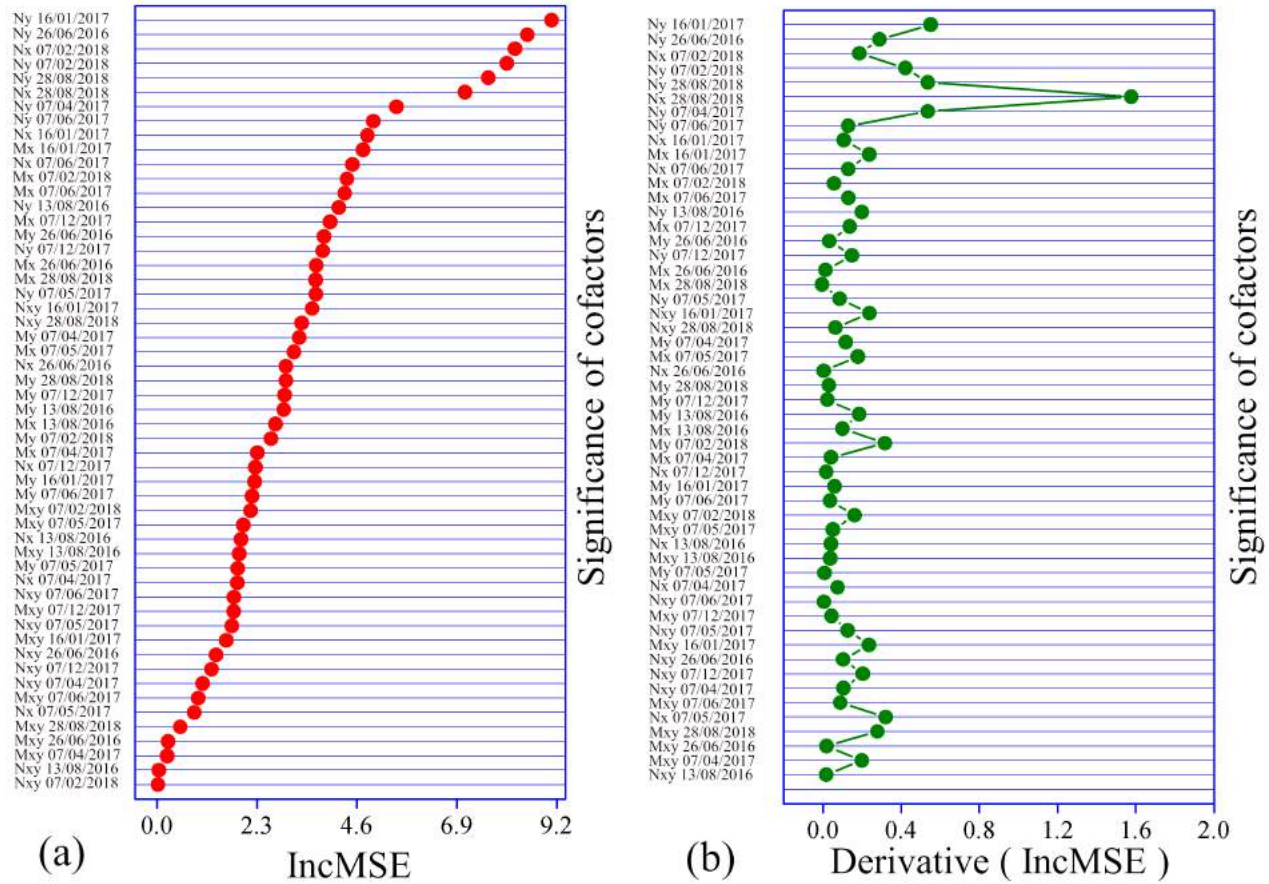 Ny 16/01/2017
Ny 26/06/2016
Nx 07/02/2018
Ny 07/02/2018
Ny 28/08/2018
Nx 28/08/2018
Ny 07/04/2017
Ny 07/06/2017
Nx 16/01/2017
Mx 16/01/2017
Nx 07/06/2017
Mx 07/02/2018
Mx 07/06/2017
Ny 13/08/2016
Mx 07/12/2017
My 26/06/2016
Ny 07/12/2017
Mx 26/06/2016
Mx 28/08/2018
Ny 07/05/2017
Nxy 16/01/2017
Nxy 28/08/2018
My 07/04/2017
Mx 07/05/2017
Nx 26/06/2016
My 28/08/2018
My 07/12/2017
My 13/08/2016
Mx 13/08/2016
My 07/02/2018
Mx 07/04/2017
Nx 07/12/2017
My 16/01/2017
My 07/06/2017
Mxy 07/02/2018
Mxy 07/05/2017
Nx 13/08/2016
Mxy 13/08/2016
My 07/05/2017
Nx 07/04/2017
Nxy 07/06/2017
Mxy 07/12/2017
Nxy 07/05/2017
Mxy 16/01/2017
Nxy 26/06/2016
Nxy 07/12/2017
Nxy 07/04/2017
Mxy 07/06/2017
Nx 07/05/2017
Mxy 28/08/2018
Mxy 26/06/2016
Mxy 07/04/2017
Nxy 13/08/2016
Nxy 07/02/2018
0.0 2.3 4.6 6.9 9.2
(a) IncMSE
Significance of cofactors
Ny 16/01/2017
Ny 26/06/2016
Nx 07/02/2018
Ny 07/02/2018
Ny 28/08/2018
Nx 28/08/2018
Ny 07/04/2017
Ny 07/06/2017
Nx 16/01/2017
Mx 16/01/2017
Nx 07/06/2017
Mx 07/02/2018
Mx 07/06/2017
Ny 13/08/2016
Mx 07/12/2017
My 26/06/2016
Ny 07/12/2017
Mx 26/06/2016
Mx 28/08/2018
Ny 07/05/2017
Nxy 16/01/2017
Nxy 28/08/2018
My 07/04/2017
Mx 07/05/2017
Nx 26/06/2016
My 28/08/2018
My 07/12/2017
My 13/08/2016
Mx 13/08/2016
My 07/02/2018
Mx 07/04/2017
Nx 07/12/2017
My 16/01/2017
My 07/06/2017
Mxy 07/02/2018
Mxy 07/05/2017
Nx 13/08/2016
Mxy 13/08/2016
My 07/05/2017
Nx 07/04/2017
Nxy 07/06/2017
Mxy 07/12/2017
Nxy 07/05/2017
Mxy 16/01/2017
Nxy 26/06/2016
Nxy 07/12/2017
Nxy 07/04/2017
Mxy 07/06/2017
Nx 07/05/2017
Mxy 28/08/2018
Mxy 26/06/2016
Mxy 07/04/2017
Nxy 13/08/2016
0.0 0.4 0.8 1.2 1.6 2.0
(b) Derivative ( IncMSE )
Significance of cofactors